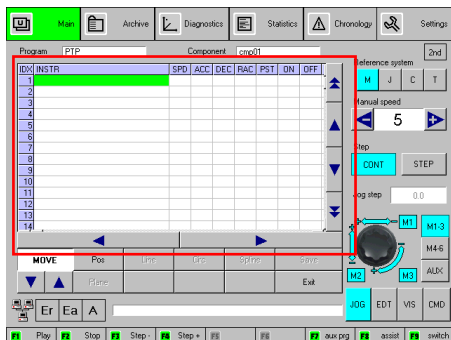 Main Archive Diagnostics Statistics Chronology Settings
Program PTP Component cmp01 2nd
Reference system
IDX INSTR SPD ACC DEC RAC PST ON OFF
M J C T
1
2
3
Manual speed
4
5
5
6
7
Step
8
CONT STEP
9
10
11
Jog step 0.0
12
13
14
M1 M1-3
MOVE Pos Line Circ Spline Save
M4-6
Plane Exit
M2 M3 AUX
Er Ea A
JOG EDT VIS CMD
F1 Play F2 Stop F3 Step - F4 Step + F5 F6 F7 aux prg F8 assist F9 switch